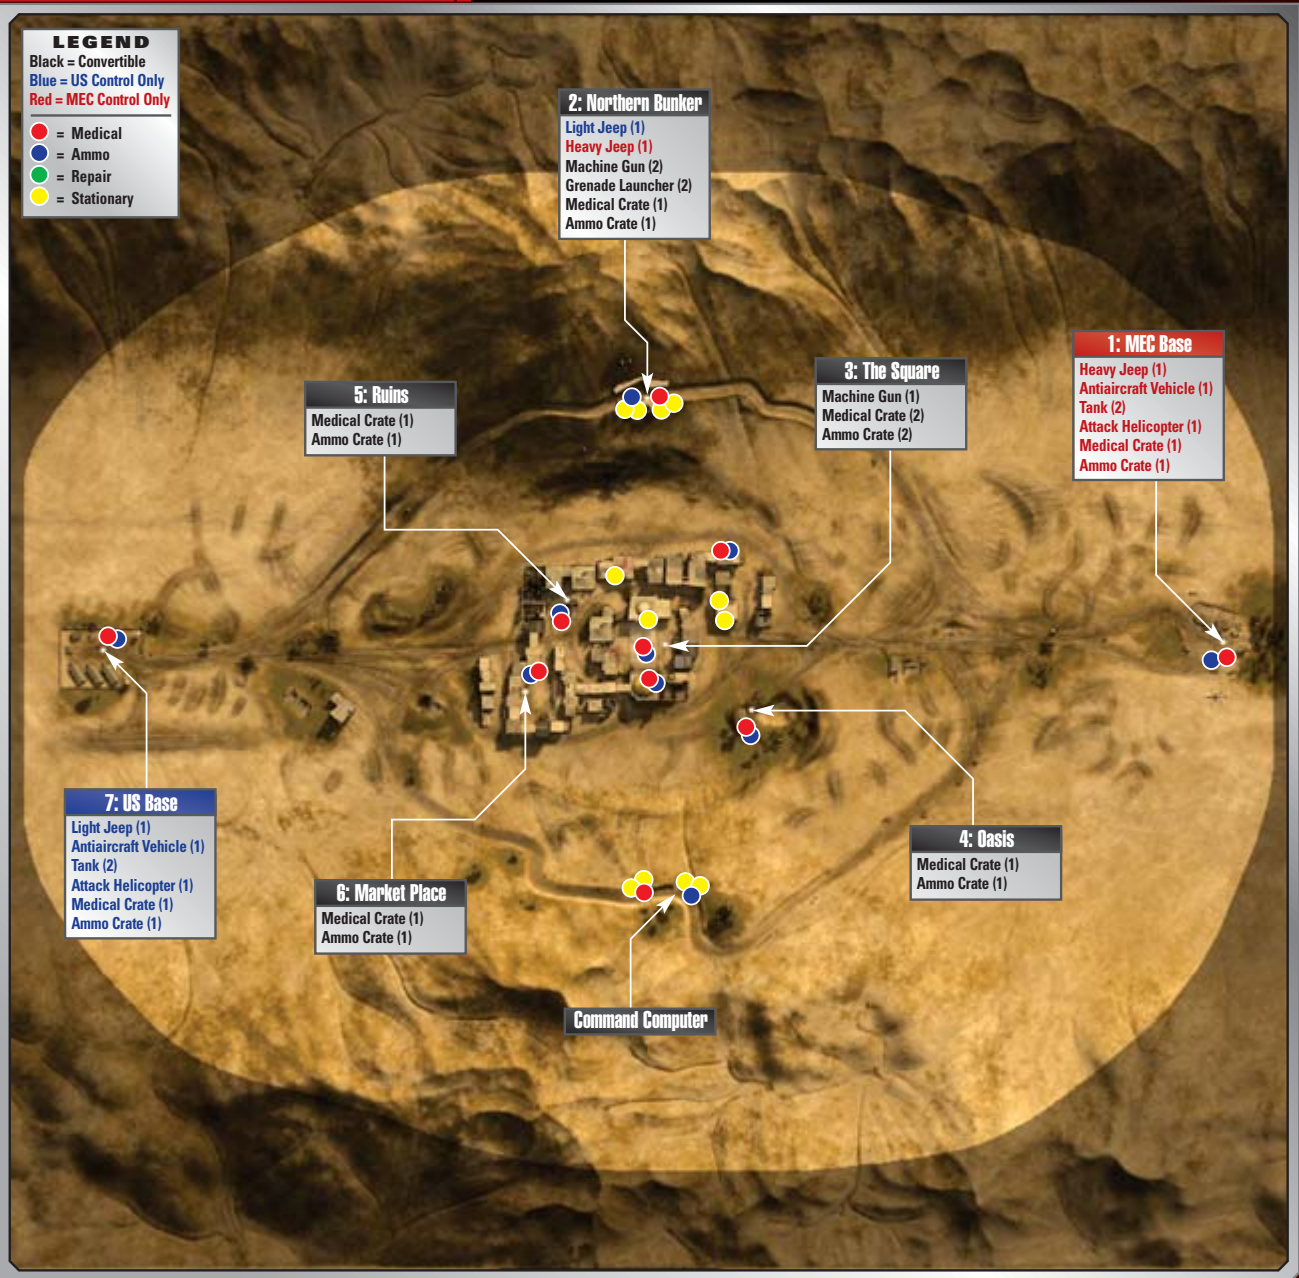 LEGEND
Black = Convertible
Blue = US Control Only
Red = MEC Control Only
= Medical
= Ammo
= Repair
= Stationary
2: Northern Bunker
Light Jeep (1)
Heavy Jeep (1)
Machine Gun (2)
Grenade Launcher (2)
Medical Crate (1)
Ammo Crate (1)
1: MEC Base
Heavy Jeep (1)
Antiaircraft Vehicle (1)
Tank (2)
Attack Helicopter (1)
Medical Crate (1)
Ammo Crate (1)
3: The Square
Machine Gun (1)
Medical Crate (2)
Ammo Crate (2)
5: Ruins
Medical Crate (1)
Ammo Crate (1)
7: US Base
Light Jeep (1)
Antiaircraft Vehicle (1)
Tank (2)
Attack Helicopter (1)
Medical Crate (1)
Ammo Crate (1)
4: Oasis
Medical Crate (1)
Ammo Crate (1)
6: Market Place
Medical Crate (1)
Ammo Crate (1)
Command Computer